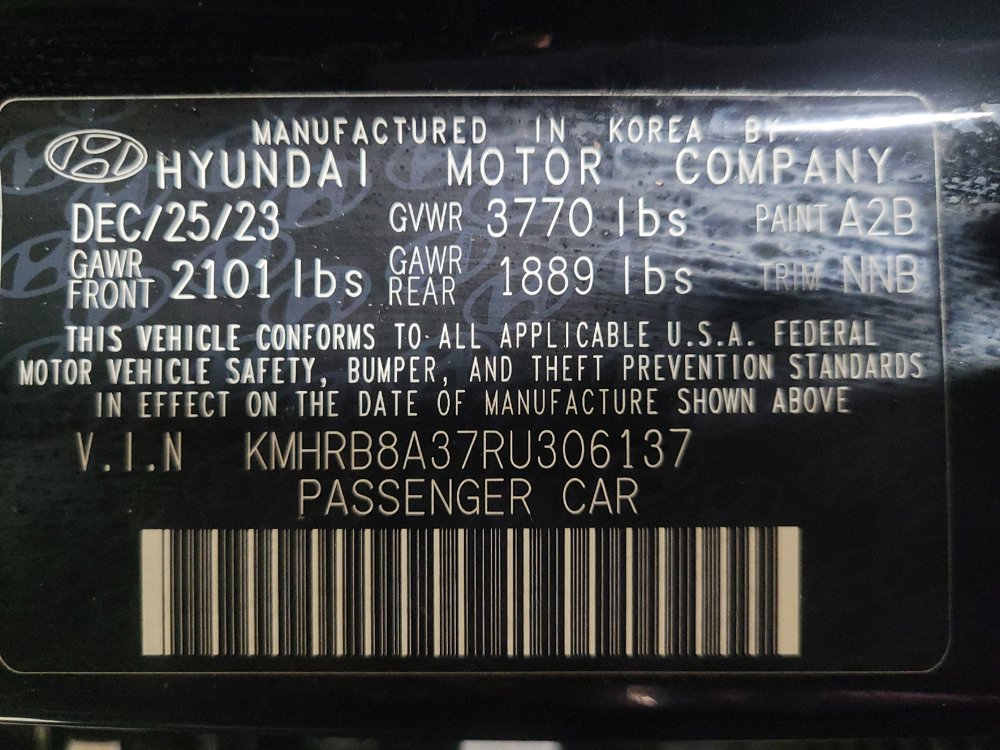 MANUFACTURED IN KOREA BY
HYUNDAI MOTOR COMPANY
DEC/25/23 GVWR 3770 lbs PAINT A2B
GAWR FRONT 2101 lbs GAWR REAR 1889 lbs TRIM NNB
THIS VEHICLE CONFORMS TO ALL APPLICABLE U.S.A. FEDERAL
MOTOR VEHICLE SAFETY, BUMPER, AND THEFT PREVENTION STANDARDS
IN EFFECT ON THE DATE OF MANUFACTURE SHOWN ABOVE
V.I.N KMHRB8A37RU306137
PASSENGER CAR